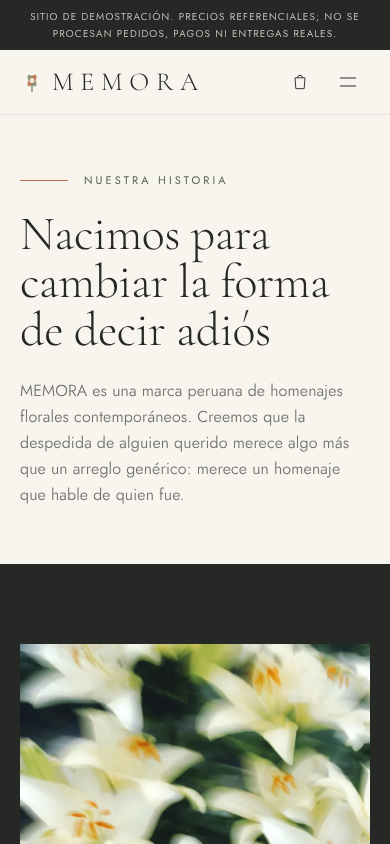 SITIO DE DEMOSTRACIÓN. PRECIOS REFERENCIALES; NO SE
PROCESAN PEDIDOS, PAGOS NI ENTREGAS REALES.
MEMORA
NUESTRA HISTORIA
Nacimos para
cambiar la forma
de decir adiós
MEMORA es una marca peruana de homenajes
florales contemporáneos. Creemos que la
despedida de alguien querido merece algo más
que un arreglo genérico: merece un homenaje
que hable de quien fue.